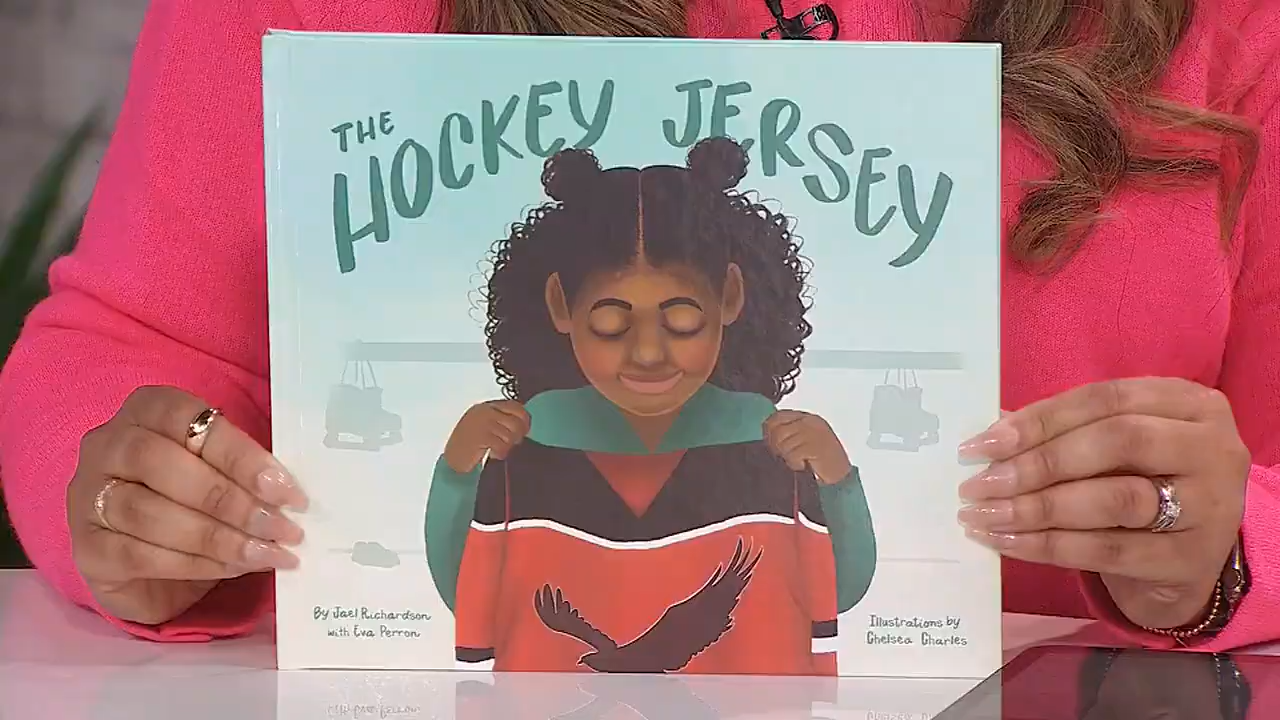 THE
HOCKEY JERSEY
By Jael Richardson
with Eva Perron
Illustrations by
Chelsea Charles